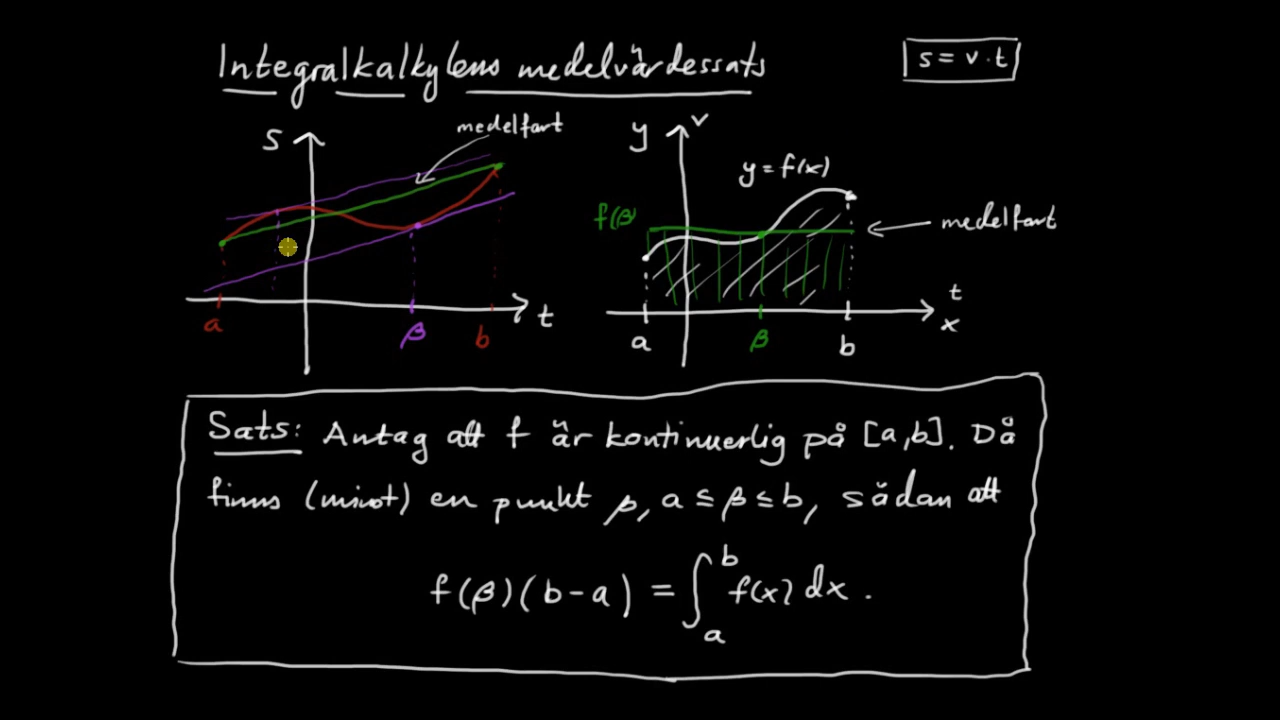 Integralkalkylens medelvärdessats
s = v · t
s
medelfart
a
β
b
t
y
v
y = f(x)
f(β)
medelfart
t
x
a
β
b
Sats: Antag att f är kontinuerlig på [a,b]. Då
finns (minst) en punkt β, a ≤ β ≤ b, sådan att
f(β)(b-a) = ∫_a^b f(x) dx.